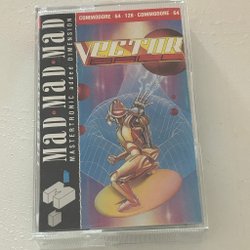 COMMODORE 64 · 128 · COMMODORE 64
VECTOR
MAD·MAD·MAD
MASTERTRONIC added DIMENSION